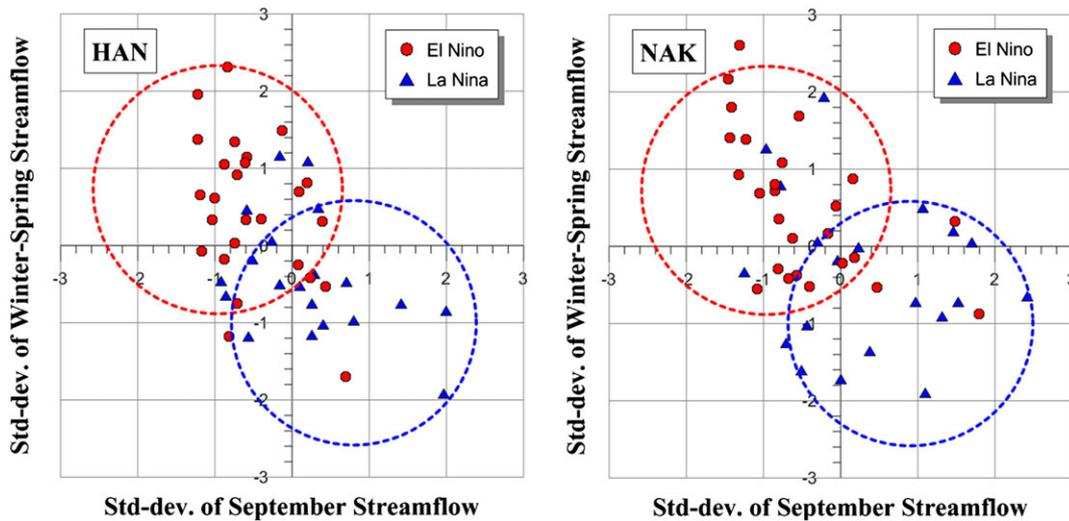 Std-dev. of Winter-Spring Streamflow
HAN
El Nino
La Nina
3
2
1
0
-1
-2
-3
-3
-2
-1
0
1
2
3
Std-dev. of September Streamflow
Std-dev. of Winter-Spring Streamflow
NAK
El Nino
La Nina
3
2
1
0
-1
-2
-3
-3
-2
-1
0
1
2
3
Std-dev. of September Streamflow